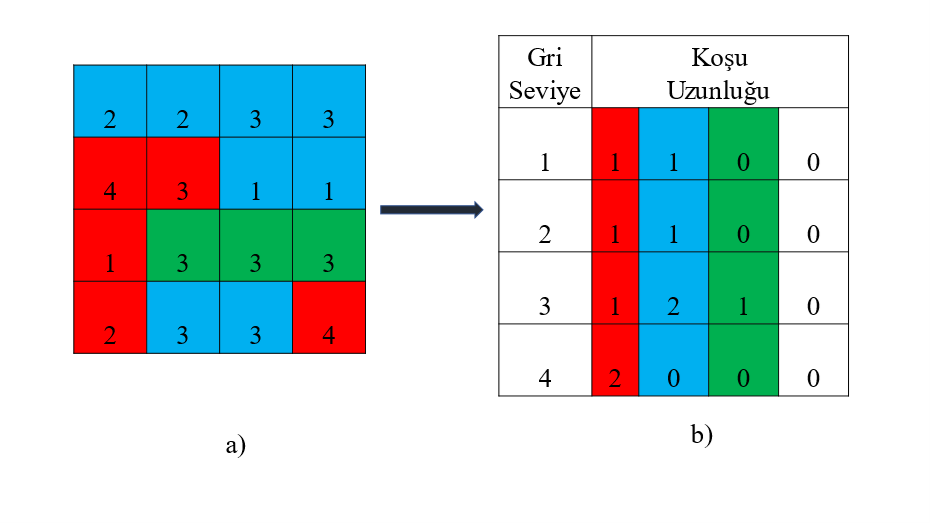 2 2 3 3
4 3 1 1
1 3 3 3
2 3 3 4
a)
Gri
Seviye
Koşu
Uzunluğu
1 1 1 0 0
2 1 1 0 0
3 1 2 1 0
4 2 0 0 0
b)